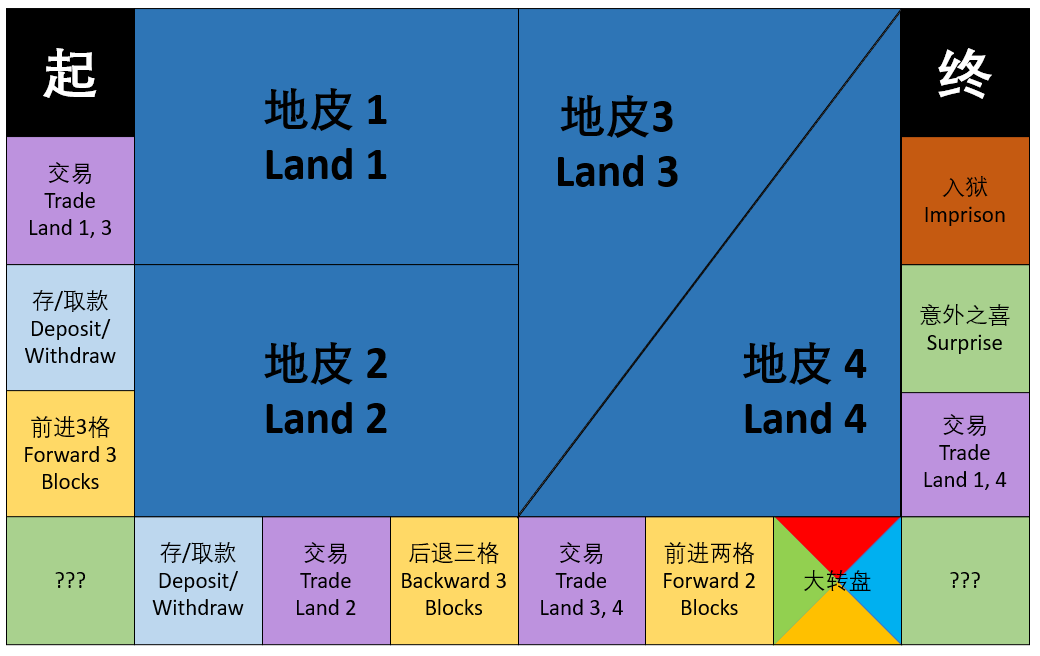 起
地皮 1
Land 1
地皮3
Land 3
终
交易
Trade
Land 1, 3
入狱
Imprison
存/取款
Deposit/
Withdraw
地皮 2
Land 2
地皮 4
Land 4
意外之喜
Surprise
前进3格
Forward 3
Blocks
交易
Trade
Land 1, 4
???
存/取款
Deposit/
Withdraw
交易
Trade
Land 2
后退三格
Backward 3
Blocks
交易
Trade
Land 3, 4
前进两格
Forward 2
Blocks
大转盘
???